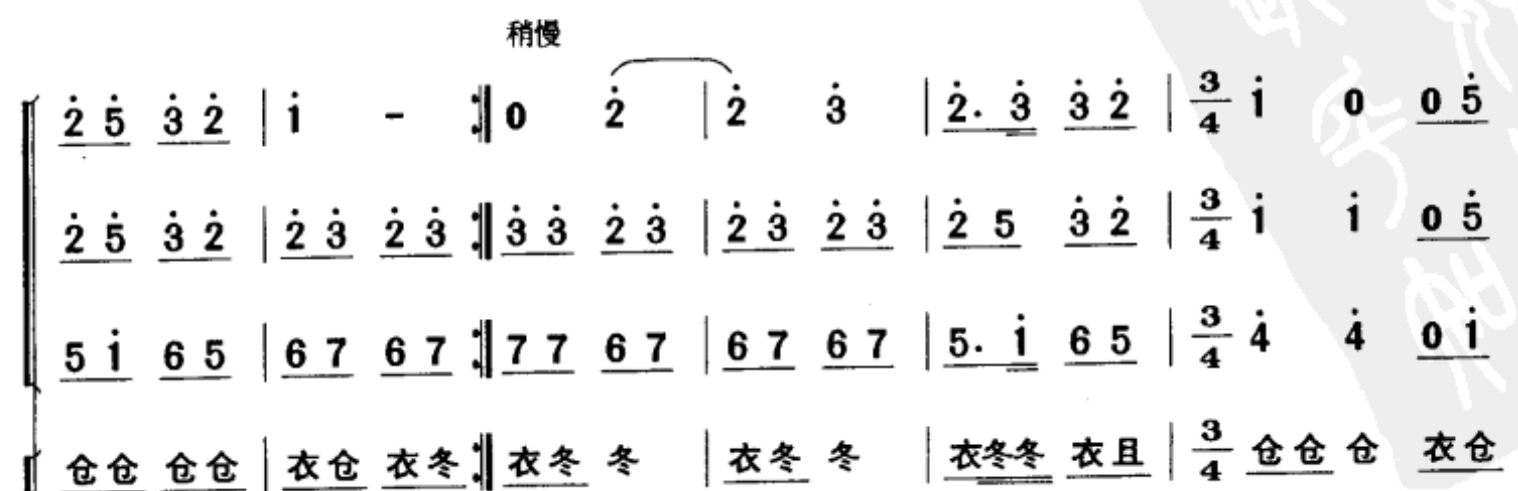 稍慢
2̇ 5̇ 3̇ 2̇ | 1̇ - :‖ 0 2̇ | 2̇ 3̇ | 2̇. 3̇ 3̇ 2̇ | 3/4 1̇ 0 0 5̇
2̇ 5̇ 3̇ 2̇ | 2̇ 3̇ 2̇ 3̇ :‖ 3̇ 3̇ 2̇ 3̇ | 2̇ 3̇ 2̇ 3̇ | 2̇ 5 3̇ 2̇ | 3/4 1̇ 1̇ 0 5̇
5 1̇ 6 5 | 6 7 6 7 :‖ 7 7 6 7 | 6 7 6 7 | 5. 1̇ 6 5 | 3/4 4̇ 4̇ 0 1̇
仓仓 仓仓 | 衣仓 衣冬 :‖ 衣冬 冬 | 衣冬 冬 | 衣冬冬 衣且 | 3/4 仓仓 仓 衣仓